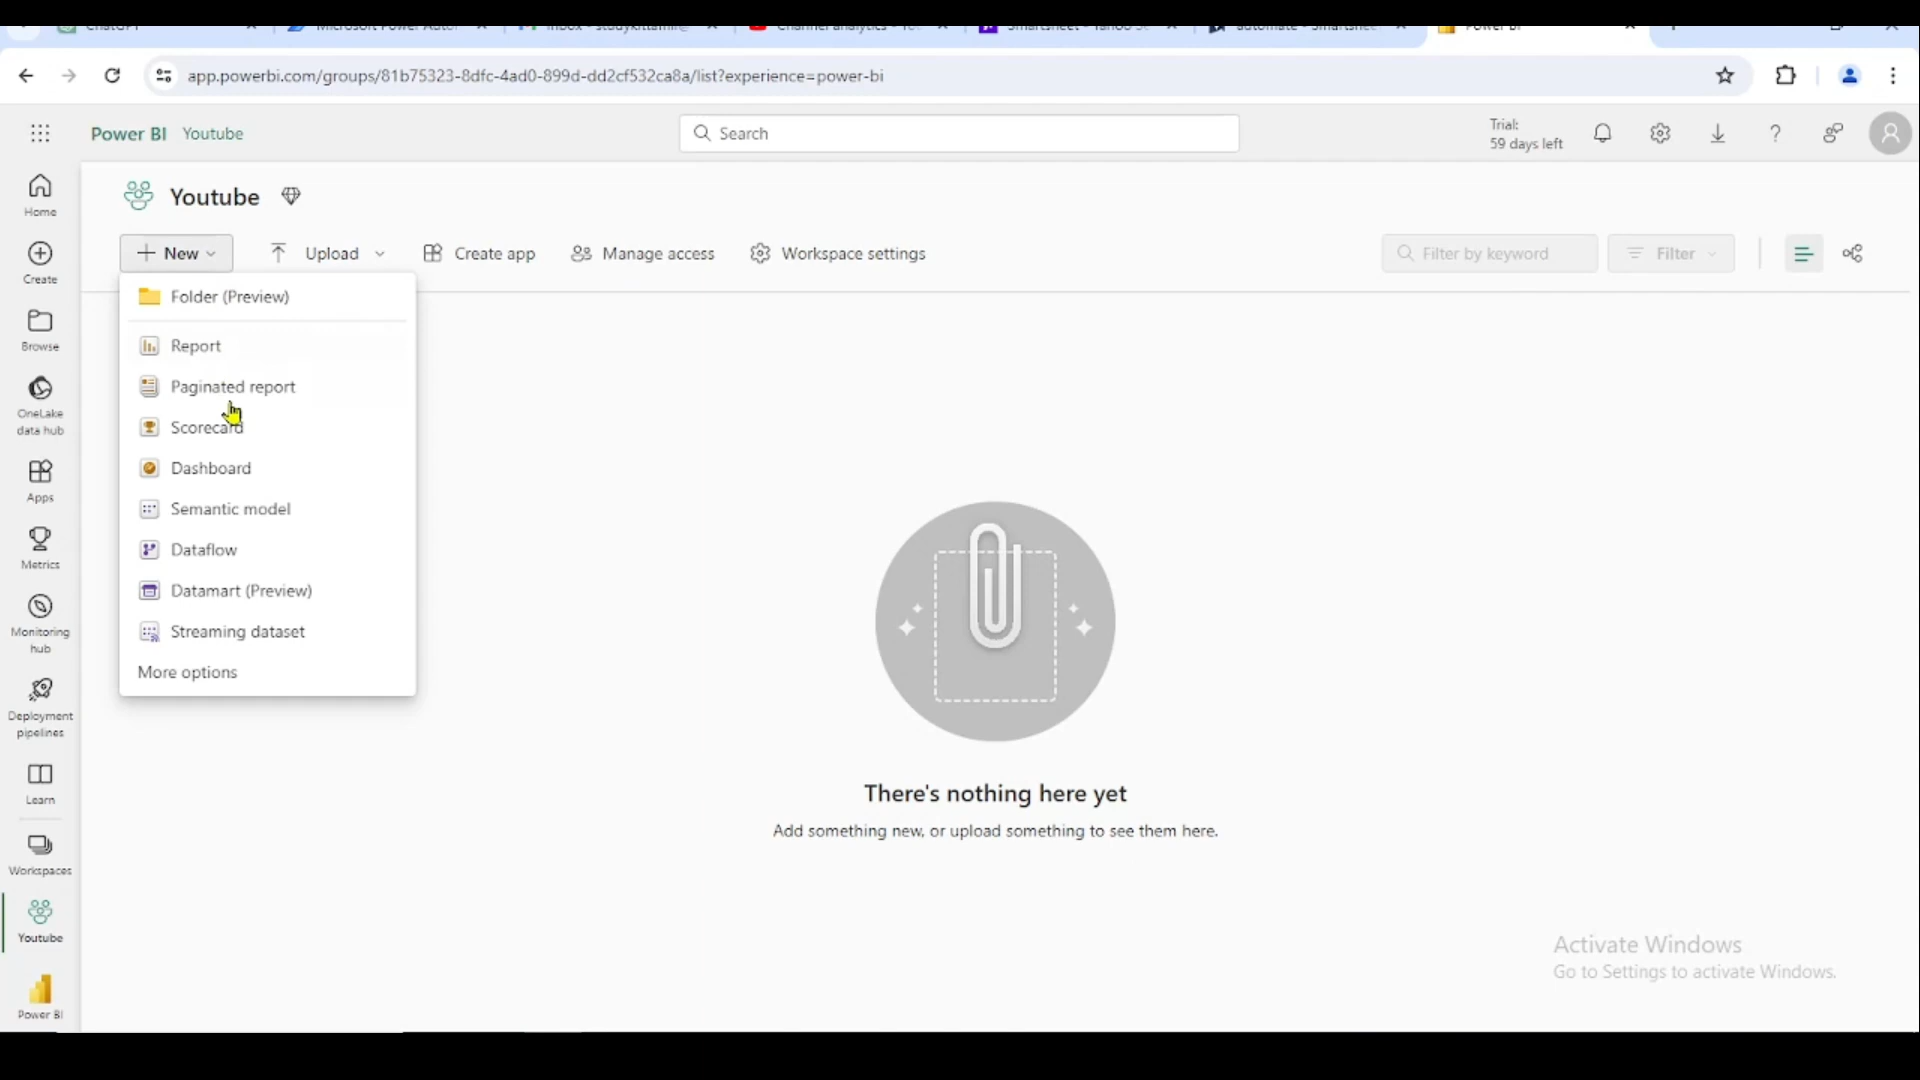 ChatGPT
app.powerbi.com/groups/81b75323-8dfc-4ad0-899d-dd2cf532ca8a/list?experience=power-bi
Power BI Youtube
Search
Trial:
59 days left
Home
Create
Browse
OneLake
data hub
Apps
Metrics
Monitoring
hub
Deployment
pipelines
Learn
Workspaces
Youtube
Power BI
Youtube
New
Upload
Create app
Manage access
Workspace settings
Filter by keyword
Filter
Folder (Preview)
Report
Paginated report
Scorecard
Dashboard
Semantic model
Dataflow
Datamart (Preview)
Streaming dataset
More options
There's nothing here yet
Add something new, or upload something to see them here.
Activate Windows
Go to Settings to activate Windows.